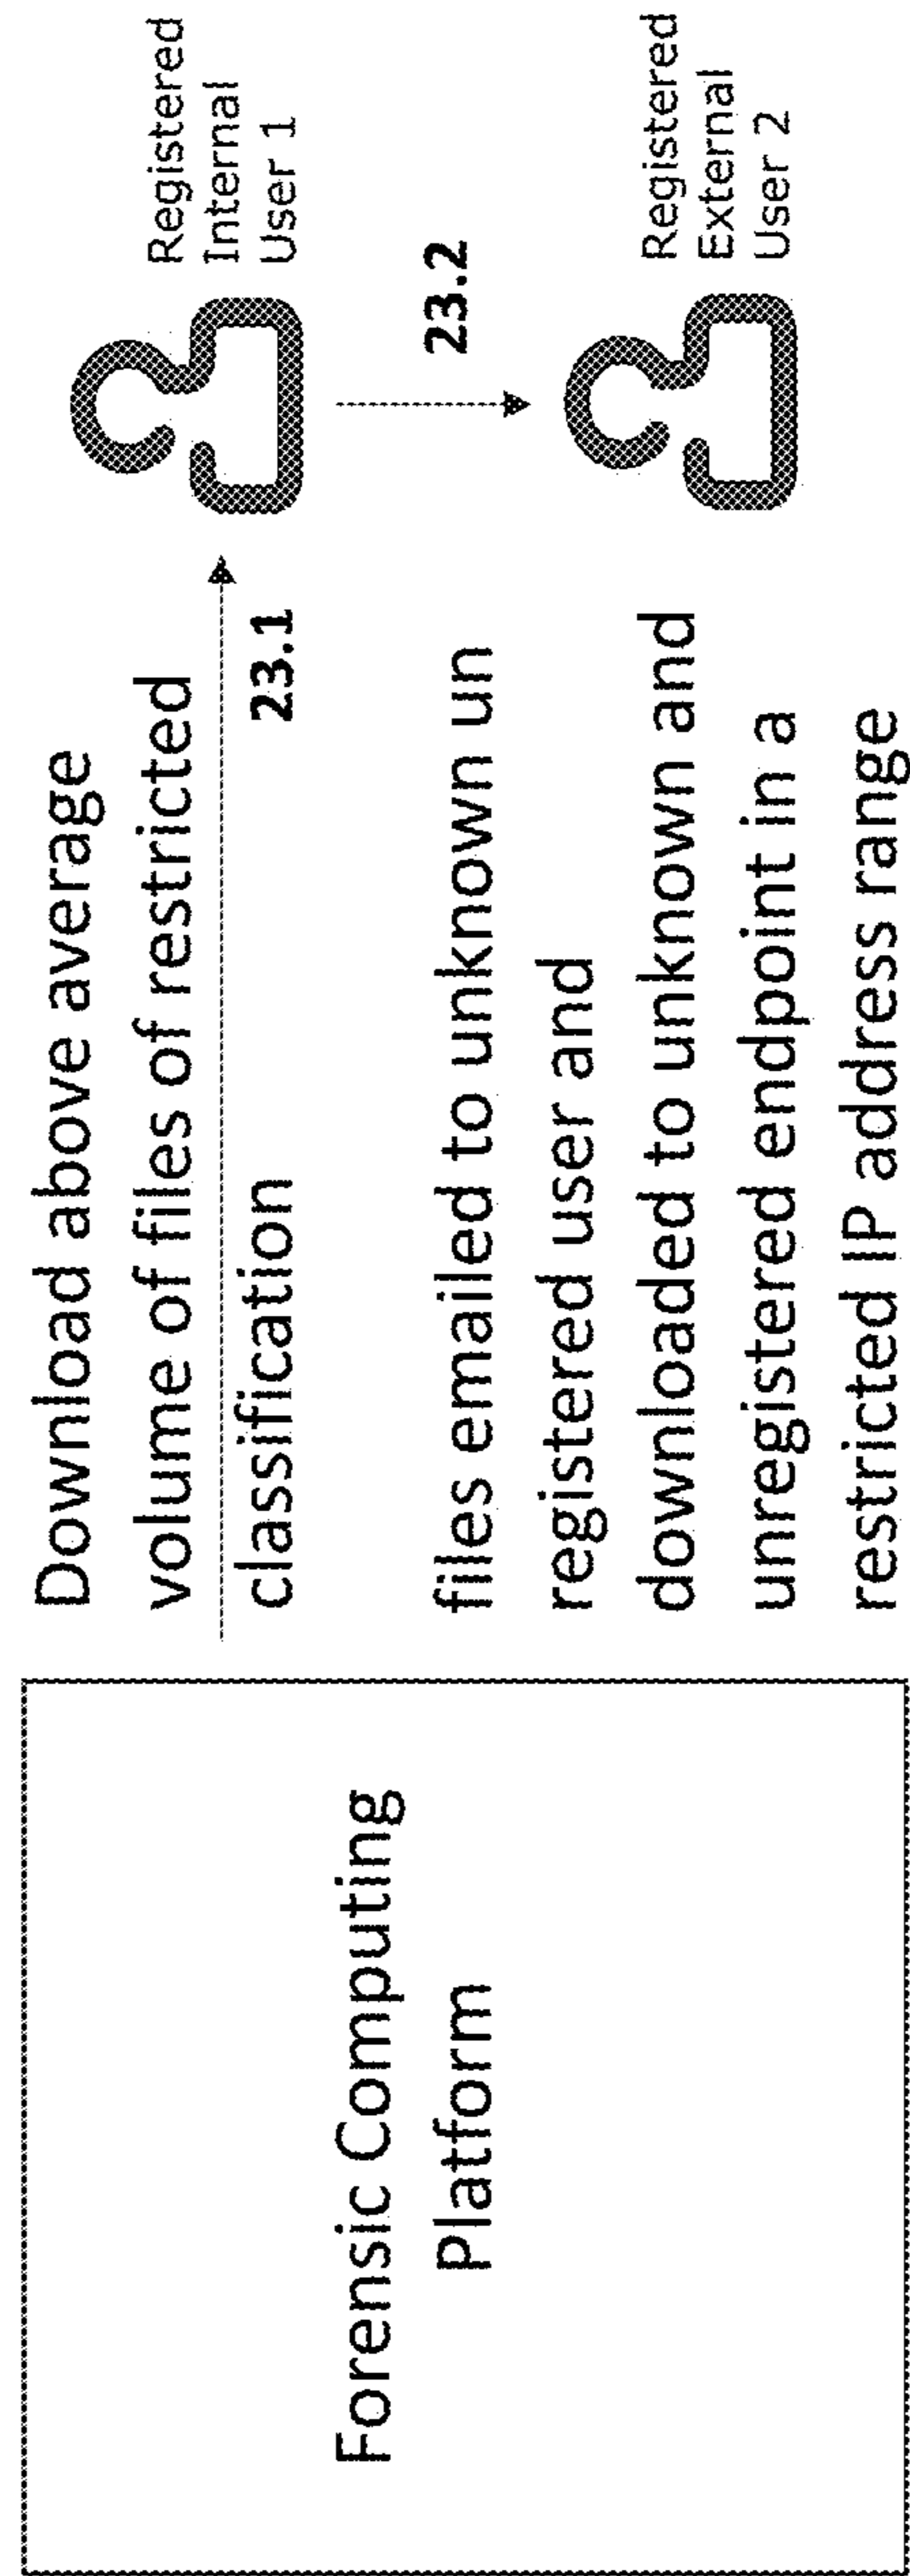 Forensic Computing
Platform
Download above average
volume of files of restricted
23.1
classification
files emailed to unknown un
registered user and
downloaded to unknown and
unregistered endpoint in a
restricted IP address range
Registered
Internal
User 1
23.2
Registered
External
User 2